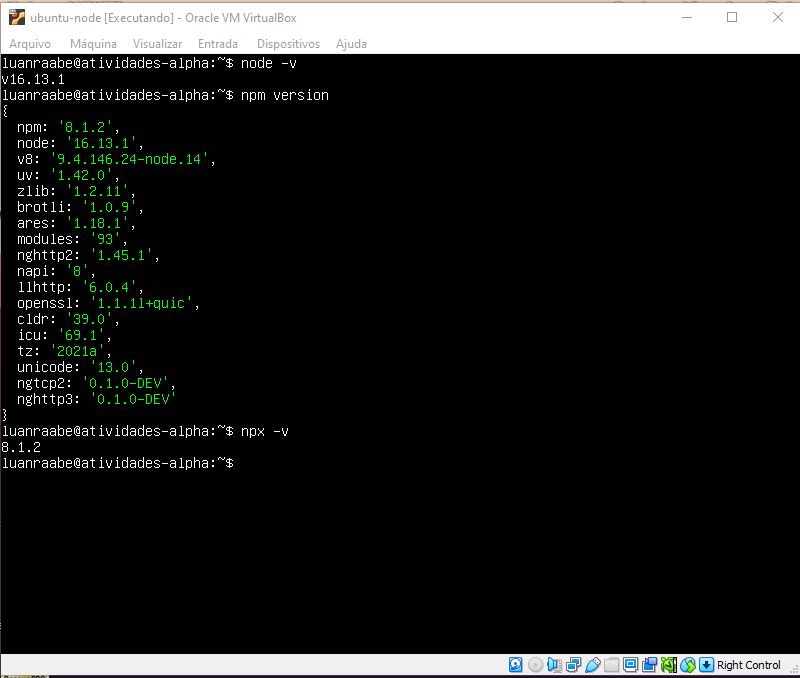 ubuntu-node [Executando] - Oracle VM VirtualBox
Arquivo Máquina Visualizar Entrada Dispositivos Ajuda
luanraabe@atividades-alpha:~$ node -v
v16.13.1
luanraabe@atividades-alpha:~$ npm version
{
  npm: '8.1.2',
  node: '16.13.1',
  v8: '9.4.146.24-node.14',
  uv: '1.42.0',
  zlib: '1.2.11',
  brotli: '1.0.9',
  ares: '1.18.1',
  modules: '93',
  nghttp2: '1.45.1',
  napi: '8',
  llhttp: '6.0.4',
  openssl: '1.1.1l+quic',
  cldr: '39.0',
  icu: '69.1',
  tz: '2021a',
  unicode: '13.0',
  ngtcp2: '0.1.0-DEV',
  nghttp3: '0.1.0-DEV'
}
luanraabe@atividades-alpha:~$ npx -v
8.1.2
luanraabe@atividades-alpha:~$
Right Control